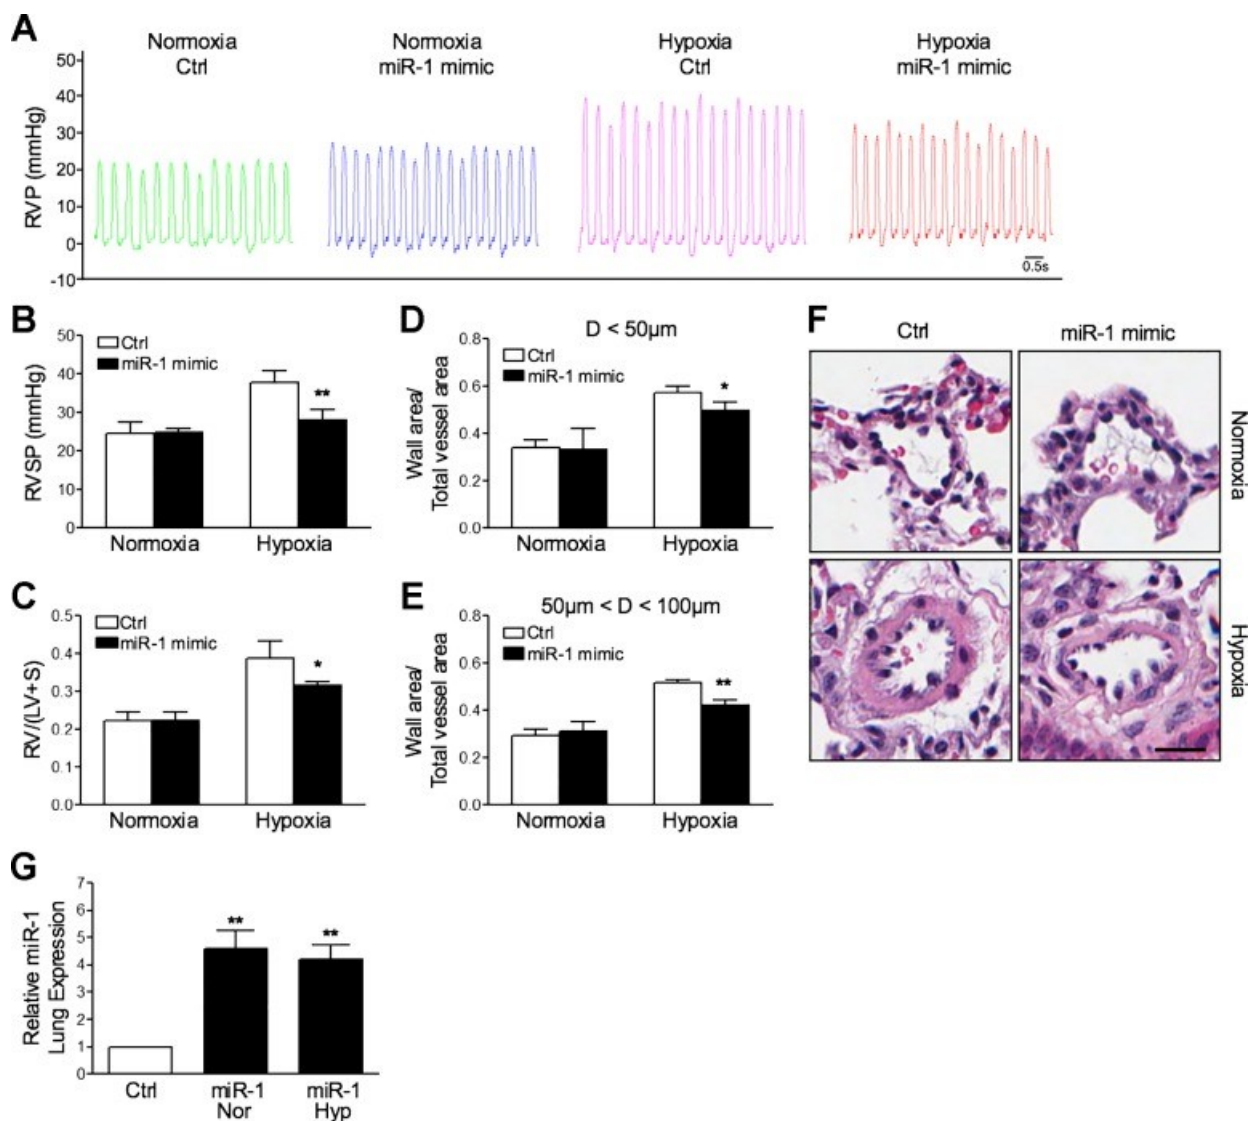 A
Normoxia
Ctrl
Normoxia
miR-1 mimic
Hypoxia
Ctrl
Hypoxia
miR-1 mimic
RVP (mmHg)
50
40
30
20
10
0
-10
0.5s
B
RVSP (mmHg)
50
40
30
20
10
0
Ctrl
miR-1 mimic
**
Normoxia
Hypoxia
D
D < 50µm
Wall area/
Total vessel area
0.8
0.6
0.4
0.2
0.0
Ctrl
miR-1 mimic
*
Normoxia
Hypoxia
F
Ctrl
miR-1 mimic
Normoxia
Hypoxia
C
RV/(LV+S)
0.5
0.4
0.3
0.2
0.1
0.0
Ctrl
miR-1 mimic
*
Normoxia
Hypoxia
E
50µm < D < 100µm
Wall area/
Total vessel area
0.8
0.6
0.4
0.2
0.0
Ctrl
miR-1 mimic
**
Normoxia
Hypoxia
G
Relative miR-1
Lung Expression
7
6
5
4
3
2
1
0
**
**
Ctrl
miR-1
Nor
miR-1
Hyp